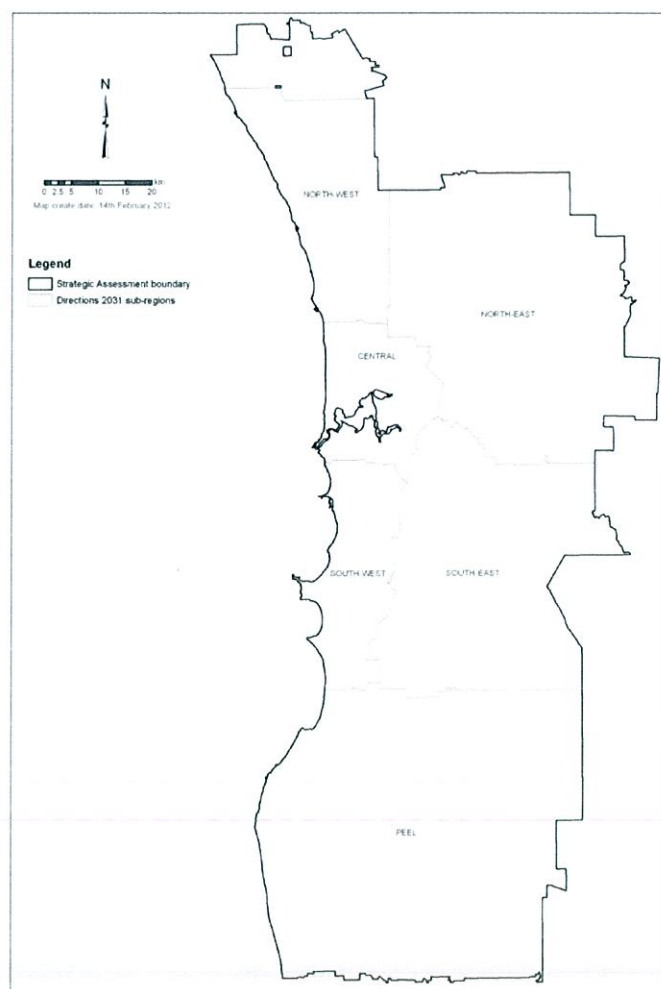 N
0 2.5 5 10 15 20 km
Map create date: 14th February 2012
NORTH-WEST
Legend
Strategic Assessment boundary
Directions 2031 sub-regions
NORTH-EAST
CENTRAL
SOUTH-WEST
SOUTH-EAST
PEEL